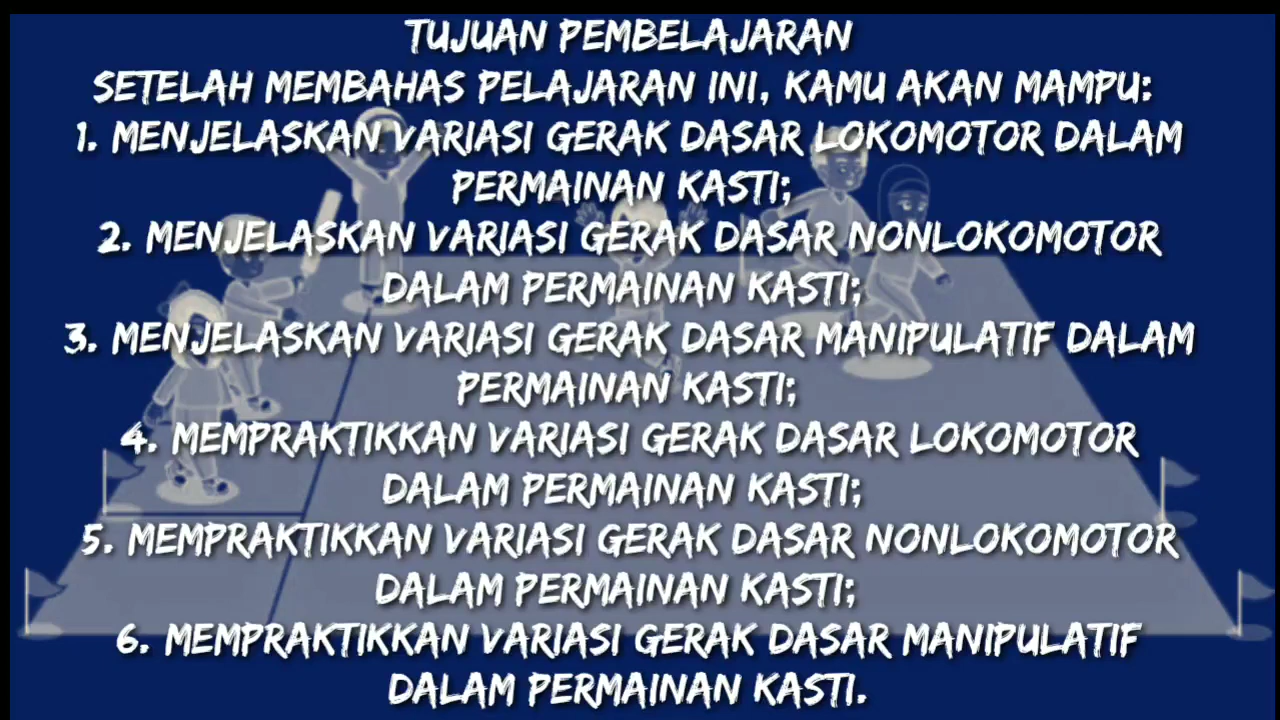 TUJUAN PEMBELAJARAN
SETELAH MEMBAHAS PELAJARAN INI, KAMU AKAN MAMPU:
1. MENJELASKAN VARIASI GERAK DASAR LOKOMOTOR DALAM
PERMAINAN KASTI;
2. MENJELASKAN VARIASI GERAK DASAR NONLOKOMOTOR
DALAM PERMAINAN KASTI;
3. MENJELASKAN VARIASI GERAK DASAR MANIPULATIF DALAM
PERMAINAN KASTI;
4. MEMPRAKTIKKAN VARIASI GERAK DASAR LOKOMOTOR
DALAM PERMAINAN KASTI;
5. MEMPRAKTIKKAN VARIASI GERAK DASAR NONLOKOMOTOR
DALAM PERMAINAN KASTI;
6. MEMPRAKTIKKAN VARIASI GERAK DASAR MANIPULATIF
DALAM PERMAINAN KASTI.